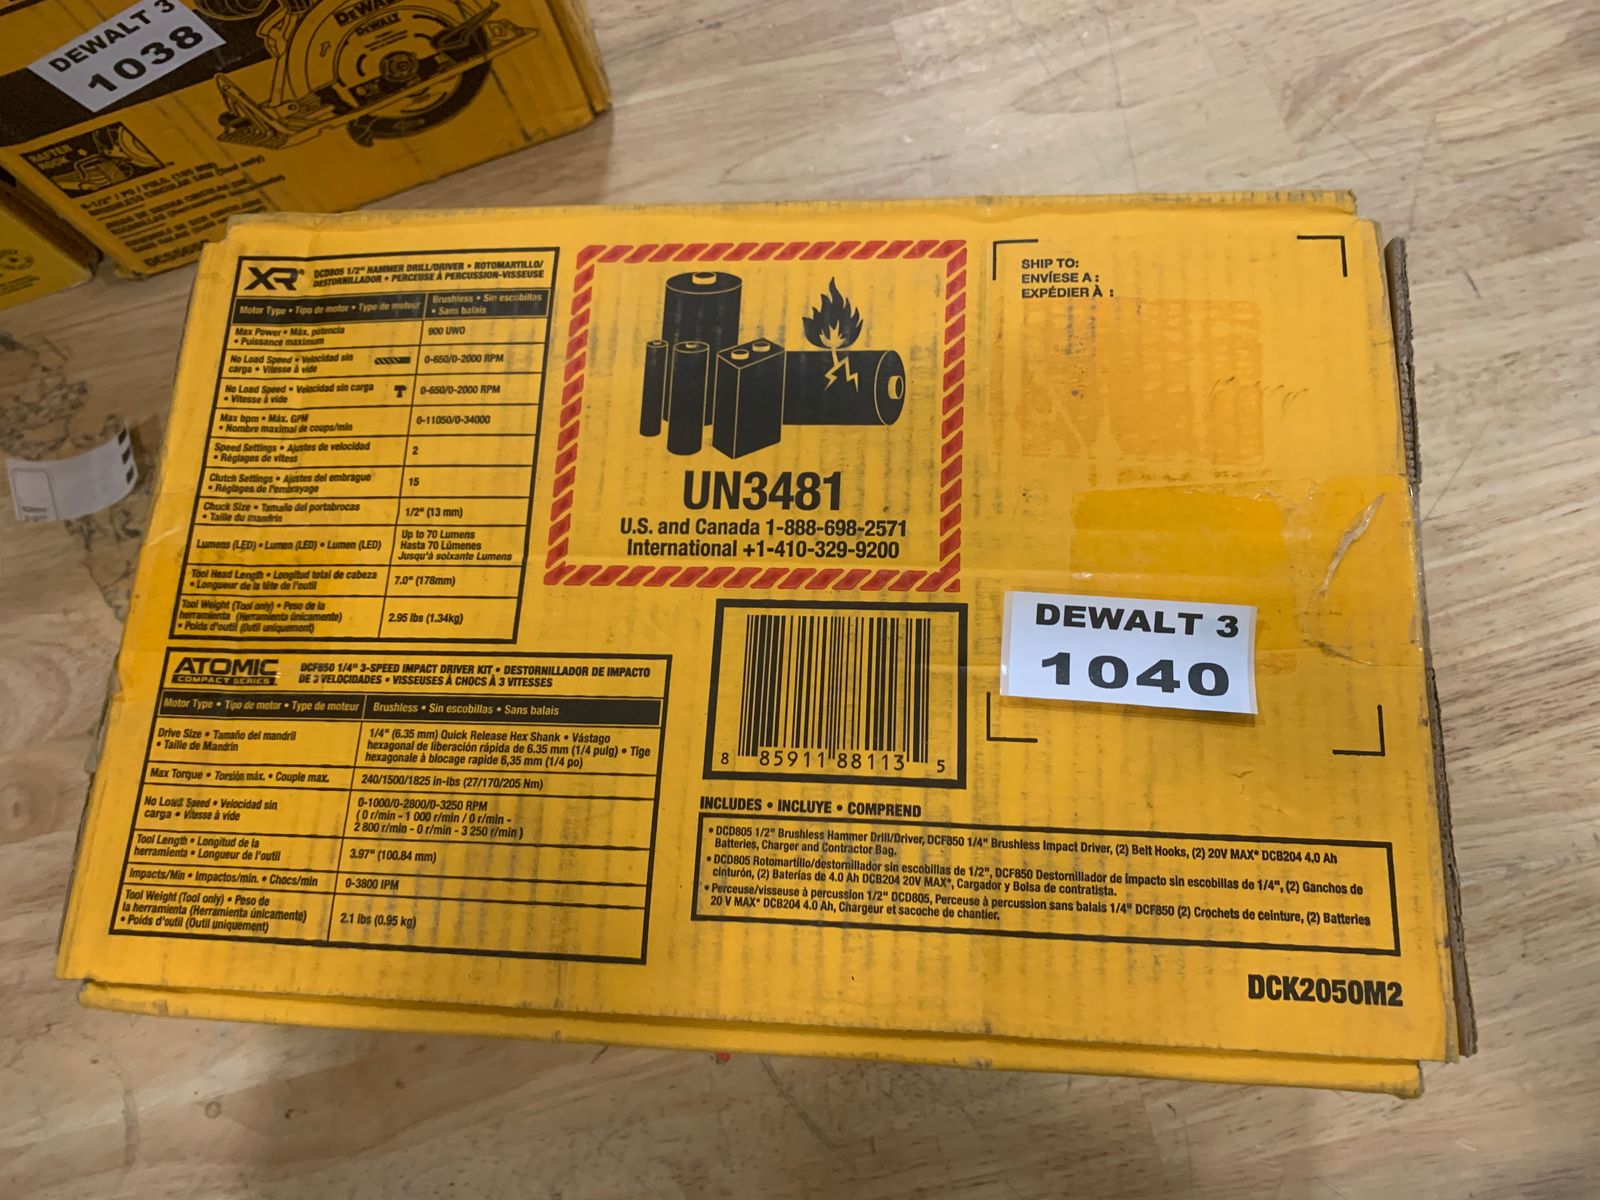 DEWALT 3
1038
DEWALT
RAFTER
HOOK
XR®
DCD805 1/2" HAMMER DRILL/DRIVER • ROTOMARTILLO/
DESTORNILLADOR • PERCEUSE À PERCUSSION-VISSEUSE
Motor Type • Tipo de motor • Type de moteur
Brushless • Sin escobillas
• Sans balais
Max Power • Máx. potencia
• Puissance maximum
900 UWO
No Load Speed • Velocidad sin
carga • Vitesse à vide
0-650/0-2000 RPM
No Load Speed • Velocidad sin carga
• Vitesse à vide
0-650/0-2000 RPM
Max bpm • Máx. GPM
• Nombre maximal de coups/min
0-11050/0-34000
Speed Settings • Ajustes de velocidad
• Réglages de vitess
2
Clutch Settings • Ajustes del embrague
• Réglages de l'embrayage
15
Chuck Size • Tamaño del portabrocas
• Taille du mandrin
1/2" (13 mm)
Lumens (LED) • Lumen (LED) • Lumen (LED)
Up to 70 Lumens
Hasta 70 Lúmenes
Jusqu'à soixante Lumens
Tool Head Length • Longitud total de cabeza
• Longueur de la tête de l'outil
7.0" (178mm)
Tool Weight (Tool only) • Peso de la
herramienta (Herramienta únicamente)
• Poids d'outil (Outil uniquement)
2.95 lbs (1.34kg)
ATOMIC
COMPACT SERIES
DCF850 1/4" 3-SPEED IMPACT DRIVER KIT • DESTORNILLADOR DE IMPACTO
DE 3 VELOCIDADES • VISSEUSES À CHOCS À 3 VITESSES
Motor Type • Tipo de motor • Type de moteur
Brushless • Sin escobillas • Sans balais
Drive Size • Tamaño del mandril
• Taille de Mandrin
1/4" (6.35 mm) Quick Release Hex Shank • Vástago
hexagonal de liberación rápida de 6.35 mm (1/4 pulg) • Tige
hexagonale à blocage rapide 6,35 mm (1/4 po)
Max Torque • Torsión máx. • Couple max.
240/1500/1825 in-lbs (27/170/205 Nm)
No Load Speed • Velocidad sin
carga • Vitesse à vide
0-1000/0-2800/0-3250 RPM
( 0 r/min - 1 000 r/min / 0 r/min -
2 800 r/min - 0 r/min - 3 250 r/min )
Tool Length • Longitud de la
herramienta • Longueur de l'outil
3.97" (100.84 mm)
Impacts/Min • Impactos/min. • Chocs/min
0-3800 IPM
Tool Weight (Tool only) • Peso de
la herramienta (Herramienta únicamente)
• Poids d'outil (Outil uniquement)
2.1 lbs (0.95 kg)
UN3481
U.S. and Canada 1-888-698-2571
International +1-410-329-9200
SHIP TO:
ENVÍESE A :
EXPÉDIER À :
DEWALT 3
1040
8 85911 88113 5
INCLUDES • INCLUYE • COMPREND
• DCD805 1/2" Brushless Hammer Drill/Driver, DCF850 1/4" Brushless Impact Driver, (2) Belt Hooks, (2) 20V MAX* DCB204 4.0 Ah
Batteries, Charger and Contractor Bag.
• DCD805 Rotomartillo/destornillador sin escobillas de 1/2", DCF850 Destornillador de impacto sin escobillas de 1/4", (2) Ganchos de
cinturón, (2) Baterías de 4.0 Ah DCB204 20V MAX*, Cargador y Bolsa de contratista.
• Perceuse/visseuse à percussion 1/2" DCD805, Perceuse à percussion sans balais 1/4" DCF850 (2) Crochets de ceinture, (2) Batteries
20 V MAX* DCB204 4.0 Ah, Chargeur et sacoche de chantier.
DCK2050M2